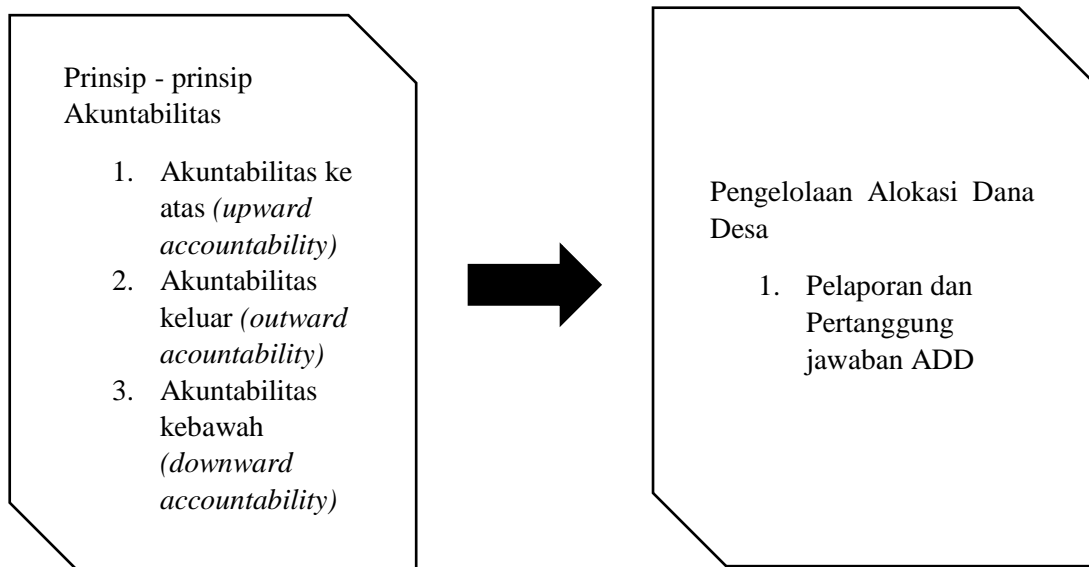 Prinsip - prinsip
Akuntabilitas
1. Akuntabilitas ke
atas (upward
accountability)
2. Akuntabilitas
keluar (outward
acountability)
3. Akuntabilitas
kebawah
(downward
accountability)
Pengelolaan Alokasi Dana
Desa
1. Pelaporan dan
Pertanggung
jawaban ADD